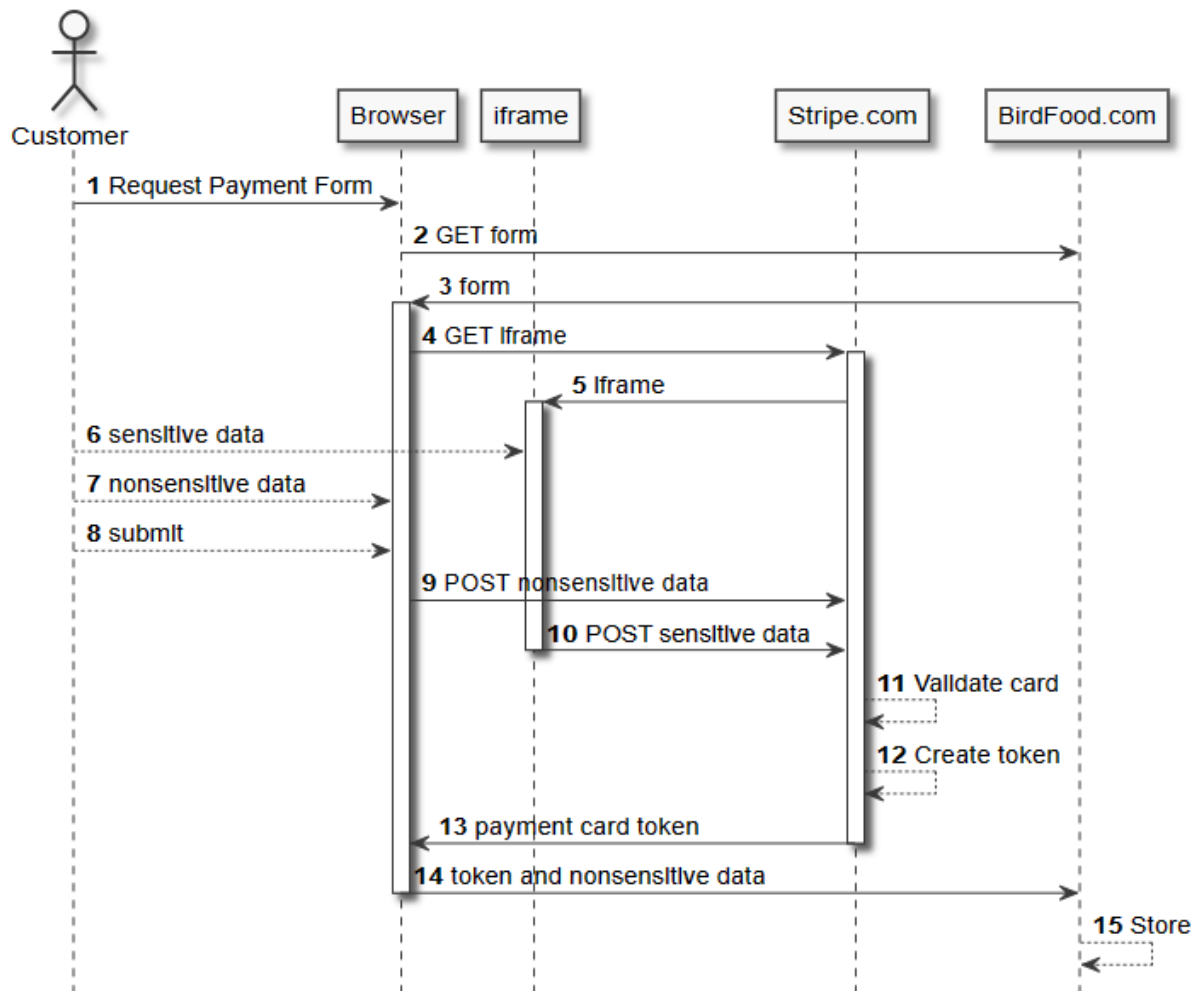 Customer
Browser
iframe
Stripe.com
BirdFood.com
1 Request Payment Form
2 GET form
3 form
4 GET Iframe
5 Iframe
6 sensitive data
7 nonsensitive data
8 submit
9 POST nonsensitive data
10 POST sensitive data
11 Validate card
12 Create token
13 payment card token
14 token and nonsensitive data
15 Store